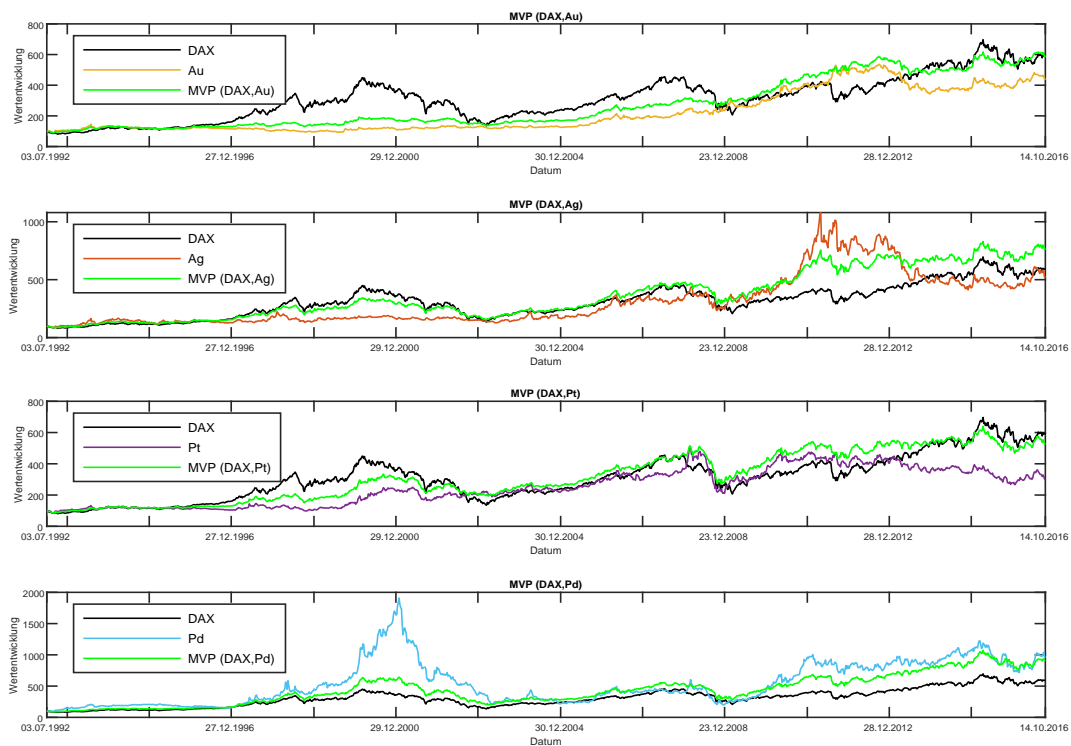 MVP (DAX,Au)
800
600
400
200
0
Wertentwicklung
DAX
Au
MVP (DAX,Au)
03.07.1992 27.12.1996 29.12.2000 30.12.2004 23.12.2008 28.12.2012 14.10.2016
Datum
MVP (DAX,Ag)
1000
500
0
Wertentwicklung
DAX
Ag
MVP (DAX,Ag)
03.07.1992 27.12.1996 29.12.2000 30.12.2004 23.12.2008 28.12.2012 14.10.2016
Datum
MVP (DAX,Pt)
800
600
400
200
0
Wertentwicklung
DAX
Pt
MVP (DAX,Pt)
03.07.1992 27.12.1996 29.12.2000 30.12.2004 23.12.2008 28.12.2012 14.10.2016
Datum
MVP (DAX,Pd)
2000
1500
1000
500
0
Wertentwicklung
DAX
Pd
MVP (DAX,Pd)
03.07.1992 27.12.1996 29.12.2000 30.12.2004 23.12.2008 28.12.2012 14.10.2016
Datum